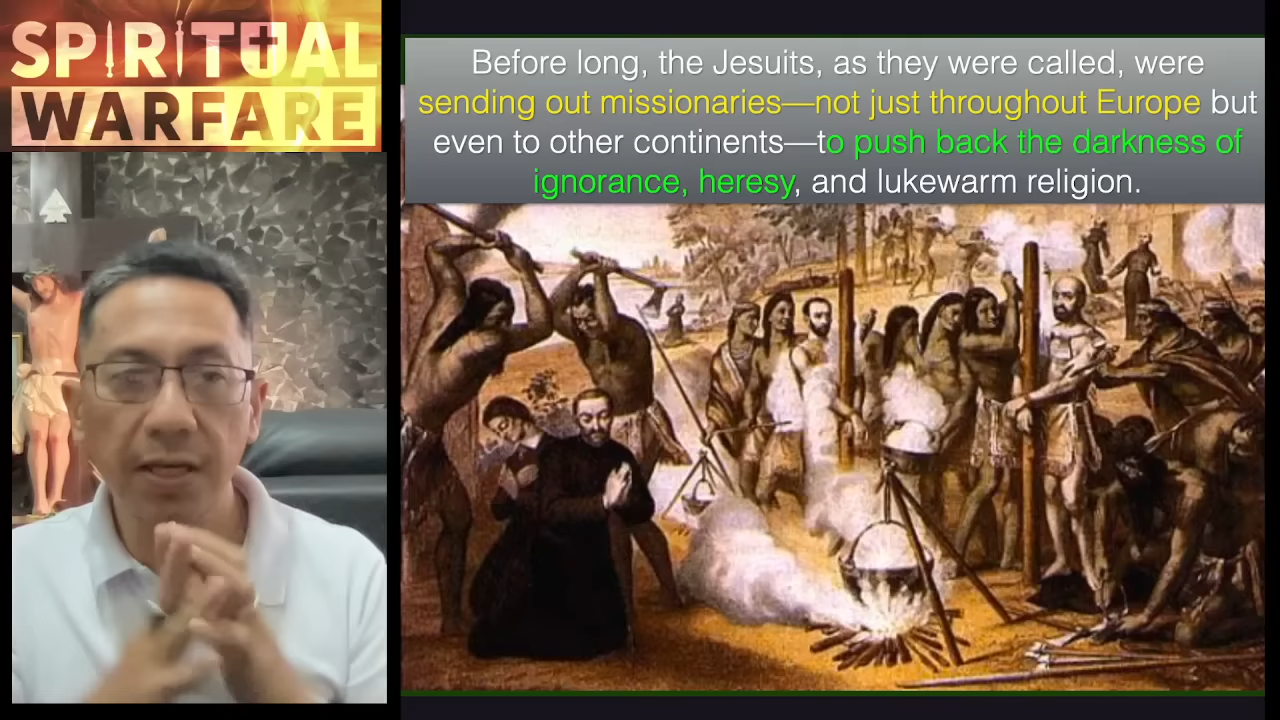 SPIRITUAL
WARFARE
Before long, the Jesuits, as they were called, were
sending out missionaries—not just throughout Europe but
even to other continents—to push back the darkness of
ignorance, heresy, and lukewarm religion.